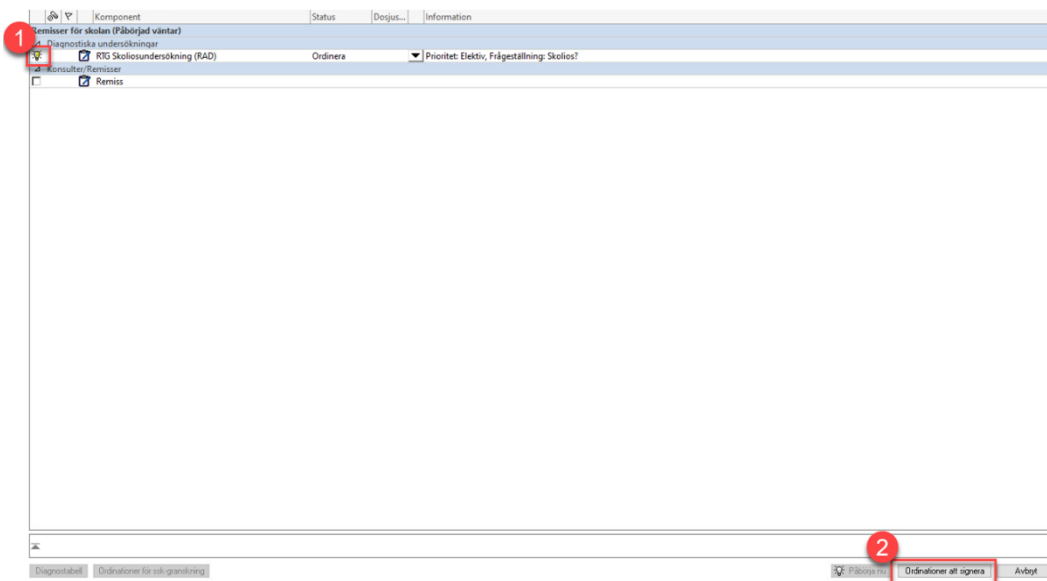 Komponent Status Dosjus... Information
Remisser för skolan (Påbörjad väntar)
1
Diagnostiska undersökningar
RTG Skoliosundersökning (RAD) Ordinera Prioritet: Elektiv, Frågeställning: Skolios?
Konsulter/Remisser
Remiss
2
Diagnostabell Ordinationer för ssk-granskning Påbörja nu Ordinationer att signera Avbryt